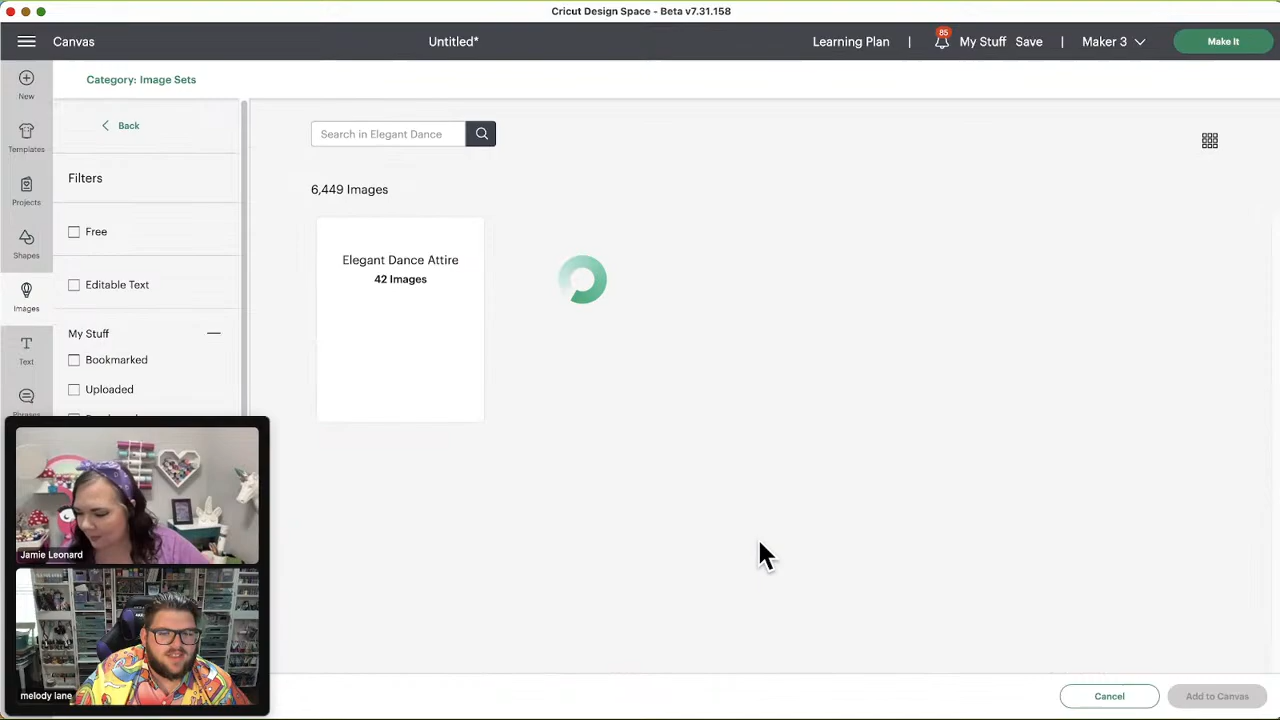 Cricut Design Space - Beta v7.31.158
Canvas
Untitled*
Learning Plan
|
85
My Stuff
Save
|
Maker 3
Make It
New
Templates
Projects
Shapes
Images
Text
Category: Image Sets
Back
Filters
Free
Editable Text
My Stuff
Bookmarked
Uploaded
Search in Elegant Dance
6,449 Images
Elegant Dance Attire
42 Images
Jamie Leonard
melody lane
Cancel
Add to Canvas